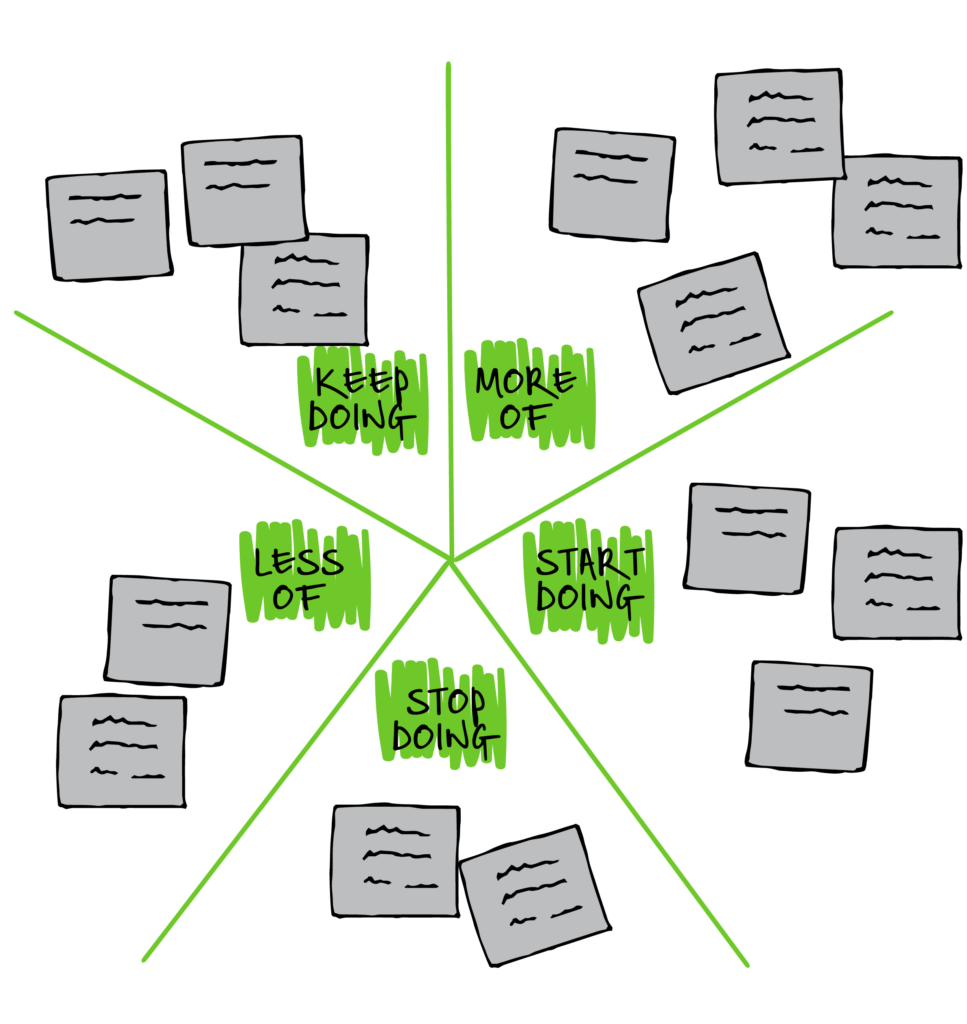 KEEP
DOING
MORE
OF
LESS
OF
START
DOING
STOP
DOING